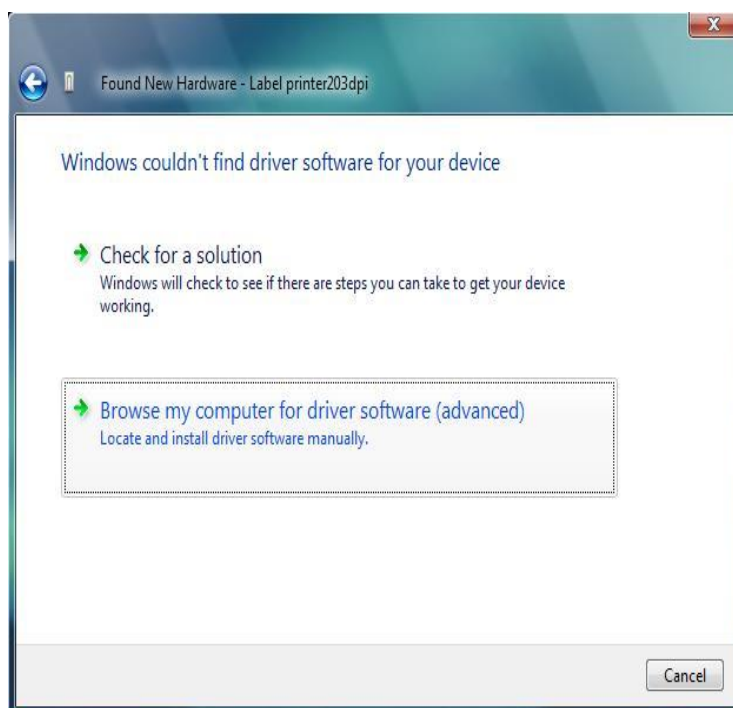 Found New Hardware - Label printer203dpi
Windows couldn't find driver software for your device
Check for a solution
Windows will check to see if there are steps you can take to get your device
working.
Browse my computer for driver software (advanced)
Locate and install driver software manually.
Cancel